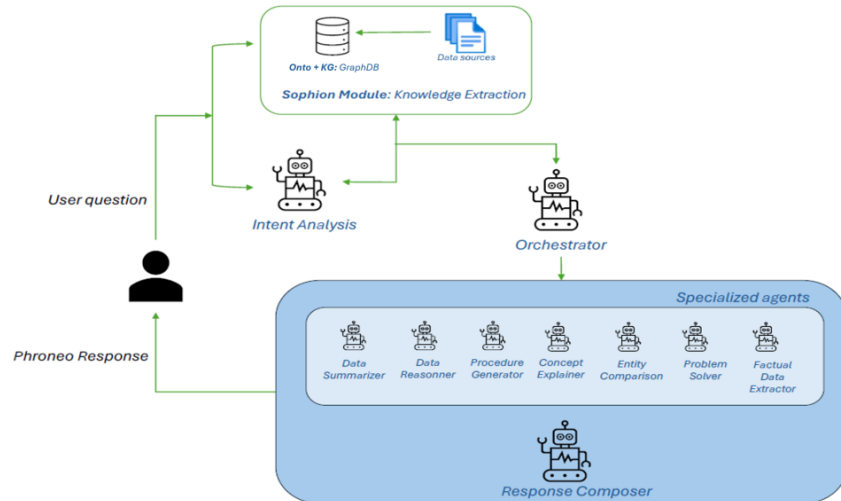 Onto + KG: GraphDB
Data sources
Sophion Module: Knowledge Extraction
User question
Intent Analysis
Orchestrator
Phroneo Response
Specialized agents
Data
Summarizer
Data
Reasonner
Procedure
Generator
Concept
Explainer
Entity
Comparison
Problem
Solver
Factual
Data
Extractor
Response Composer